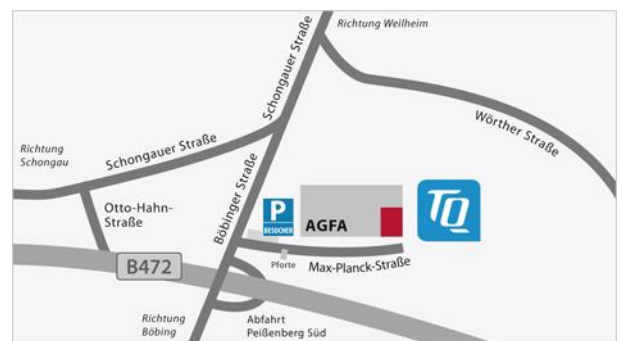 Richtung Weilheim
Schongauer Straße
Wörther Straße
Richtung
Schongau
Schongauer Straße
Böbinger Straße
Otto-Hahn-
Straße
P
BESUCHER
AGFA
TQ
Pforte
Max-Planck-Straße
B472
Richtung
Böbing
Abfahrt
Peißenberg Süd